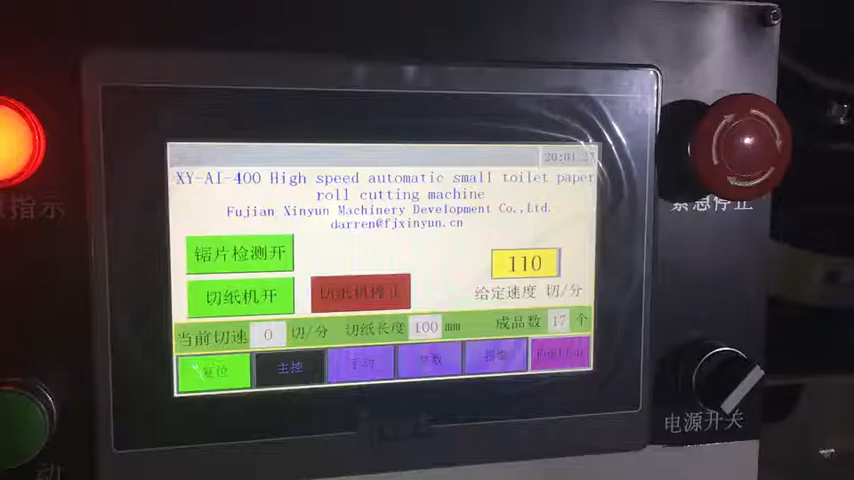 20:01:27
XY-AI-400 High speed automatic small toilet paper
roll cutting machine
Fujian Xinyun Machinery Development Co.,Ltd.
darren@fjxinyun.cn
锯片检测开
110
切纸机开
切纸机停止
给定速度 切/分
当前切速 0 切/分 切纸长度 100 mm 成品数 17 个
复位 主控 手动 参数 报警
指示
紧急停止
电源开关
动